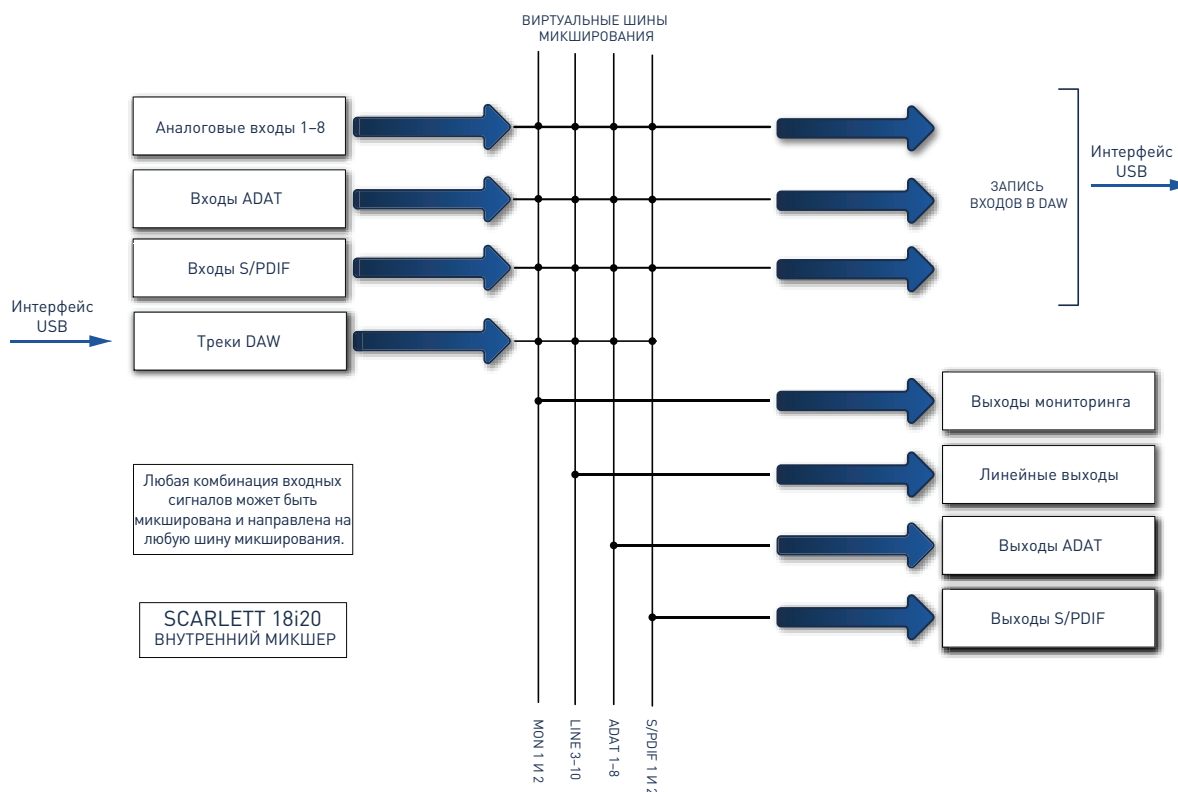 ВИРТУАЛЬНЫЕ ШИНЫ
МИКШИРОВАНИЯ
Аналоговые входы 1–8
Входы ADAT
Входы S/PDIF
Интерфейс
USB
Треки DAW
ЗАПИСЬ
ВХОДОВ В DAW
Интерфейс
USB
Выходы мониторинга
Линейные выходы
Выходы ADAT
Выходы S/PDIF
Любая комбинация входных
сигналов может быть
микширована и направлена на
любую шину микширования.
SCARLETT 18i20
ВНУТРЕННИЙ МИКШЕР
MON 1 И 2
LINE 3–10
ADAT 1–8
S/PDIF 1 И 2